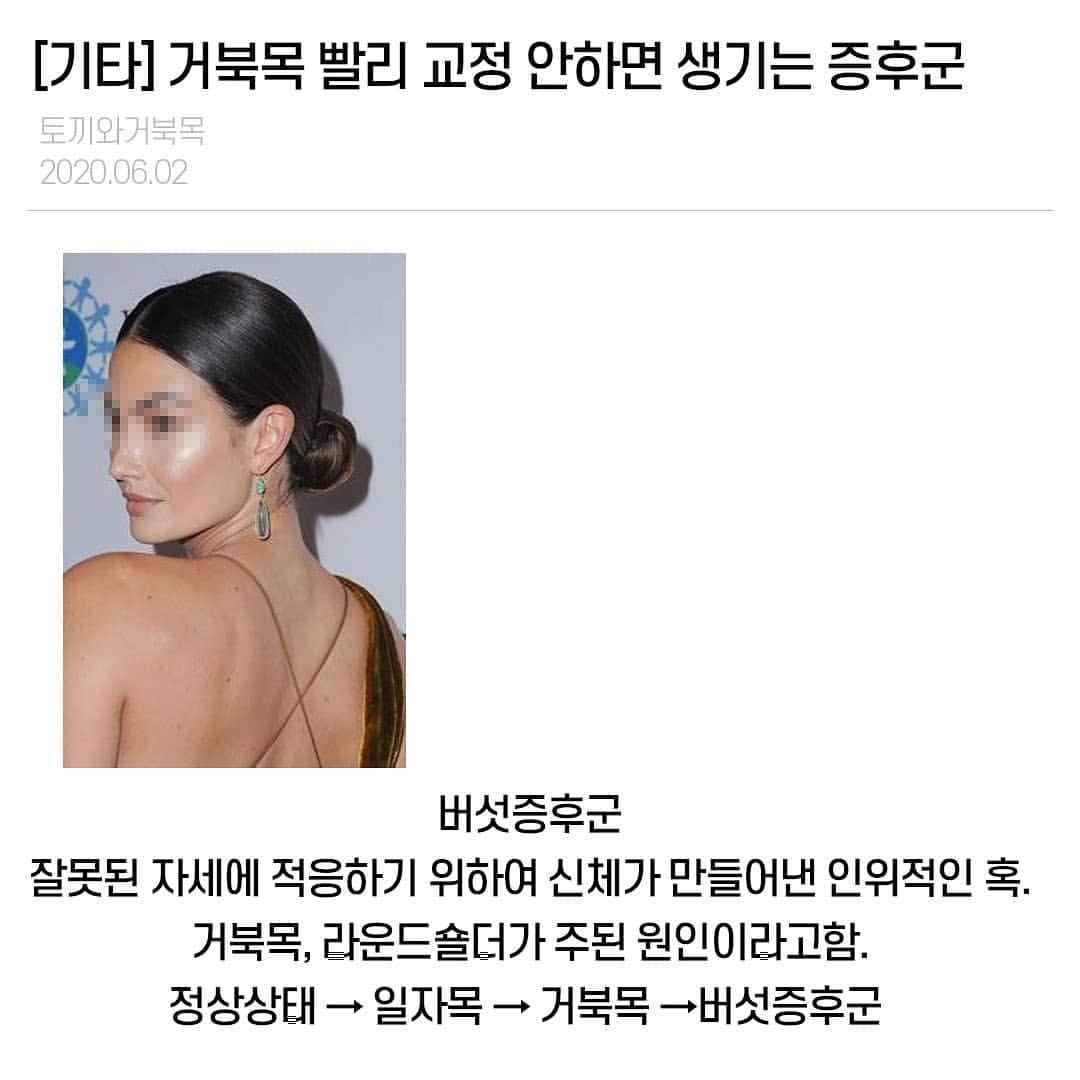 [기타] 거북목 빨리 교정 안하면 생기는 증후군
토끼와거북목
2020.06.02
버섯증후군
잘못된 자세에 적응하기 위하여 신체가 만들어낸 인위적인 혹.
거북목, 라운드숄더가 주된 원인이라고함.
정상상태 → 일자목 → 거북목 →버섯증후군